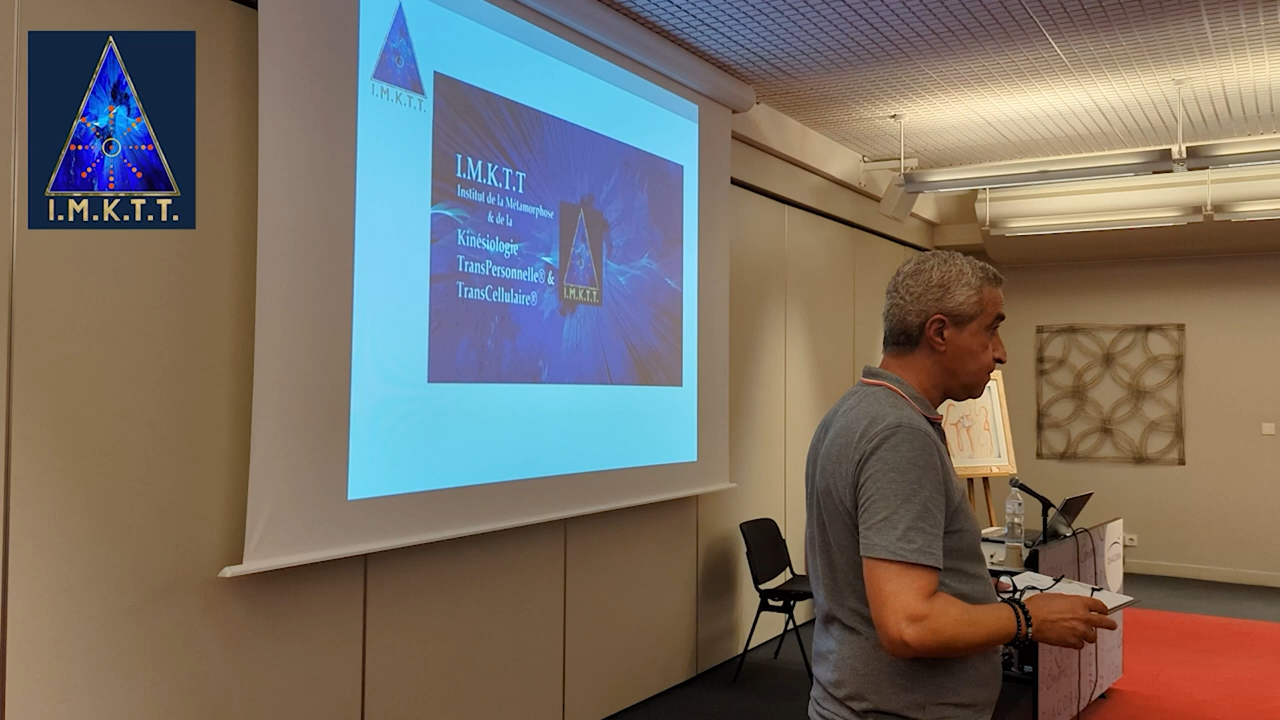 I.M.K.T.T.
I.M.K.T.T.
I.M.K.T.T
Institut de la Métamorphose
& de la
Kinésiologie
TransPersonnelle® &
TransCellulaire®
I.M.K.T.T.